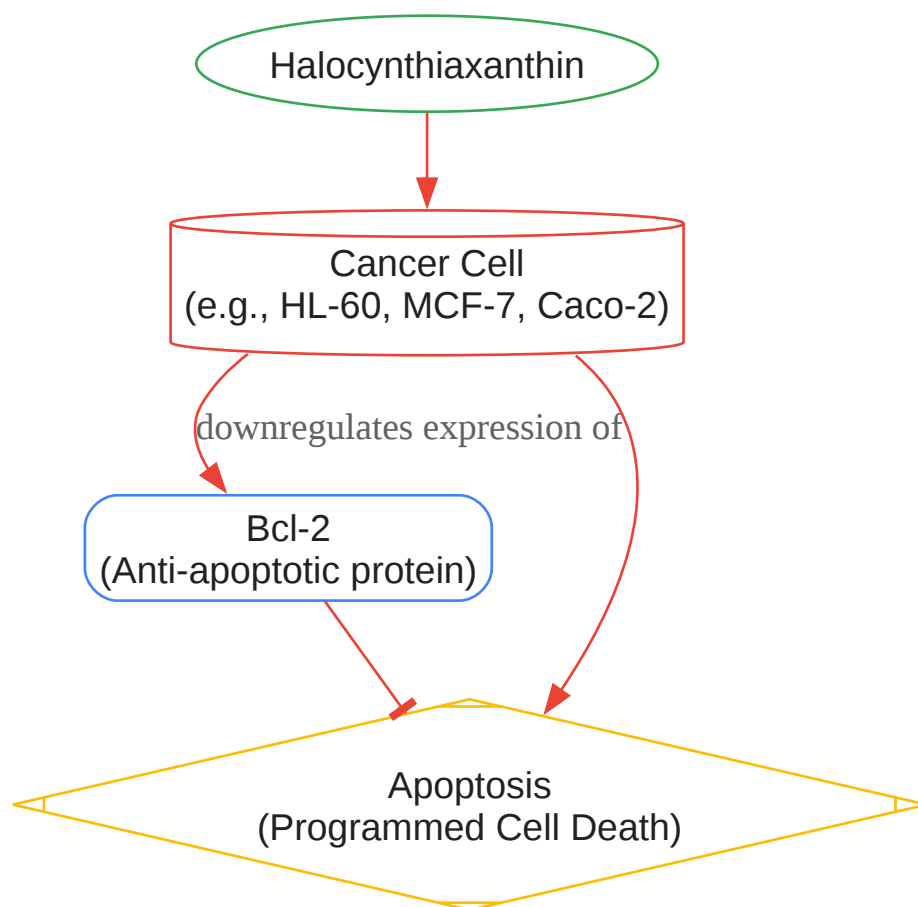 Halocynthiaxanthin
Cancer Cell
(e.g., HL-60, MCF-7, Caco-2)
downregulates expression of
Bcl-2
(Anti-apoptotic protein)
Apoptosis
(Programmed Cell Death)